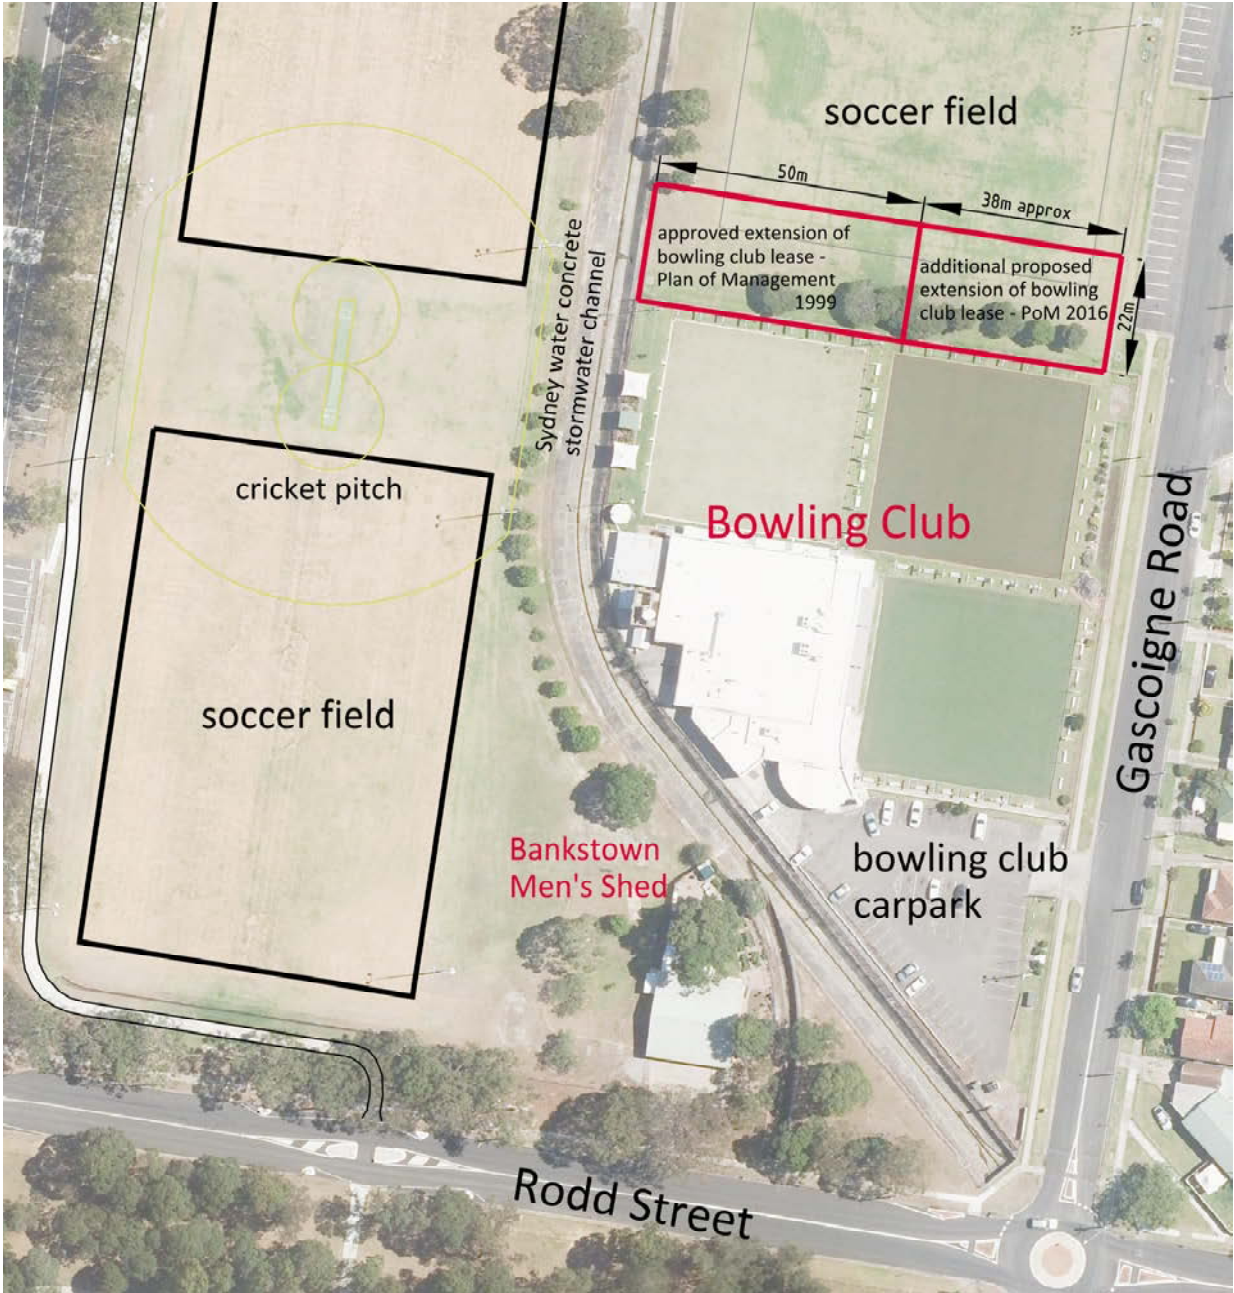 soccer field
50m
38m approx
approved extension of
bowling club lease -
Plan of Management
1999
additional proposed
extension of bowling
club lease - PoM 2016
22m
Sydney water concrete
stormwater channel
cricket pitch
Bowling Club
Gascoigne Road
soccer field
Bankstown
Men's Shed
bowling club
carpark
Rodd Street